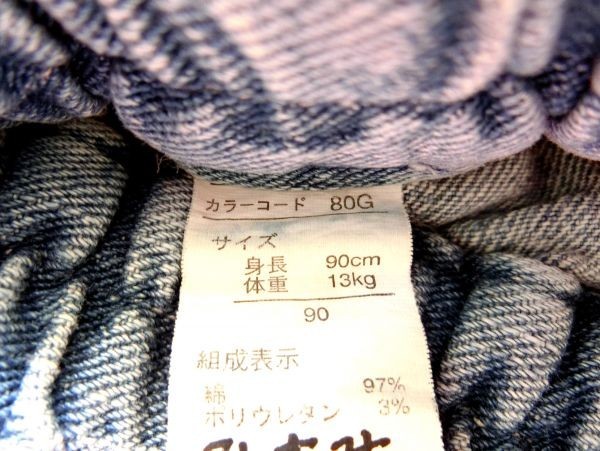 カラーコード 80G
サイズ
身長 90cm
体重 13kg
90
組成表示
綿 97%
ポリウレタン 3%